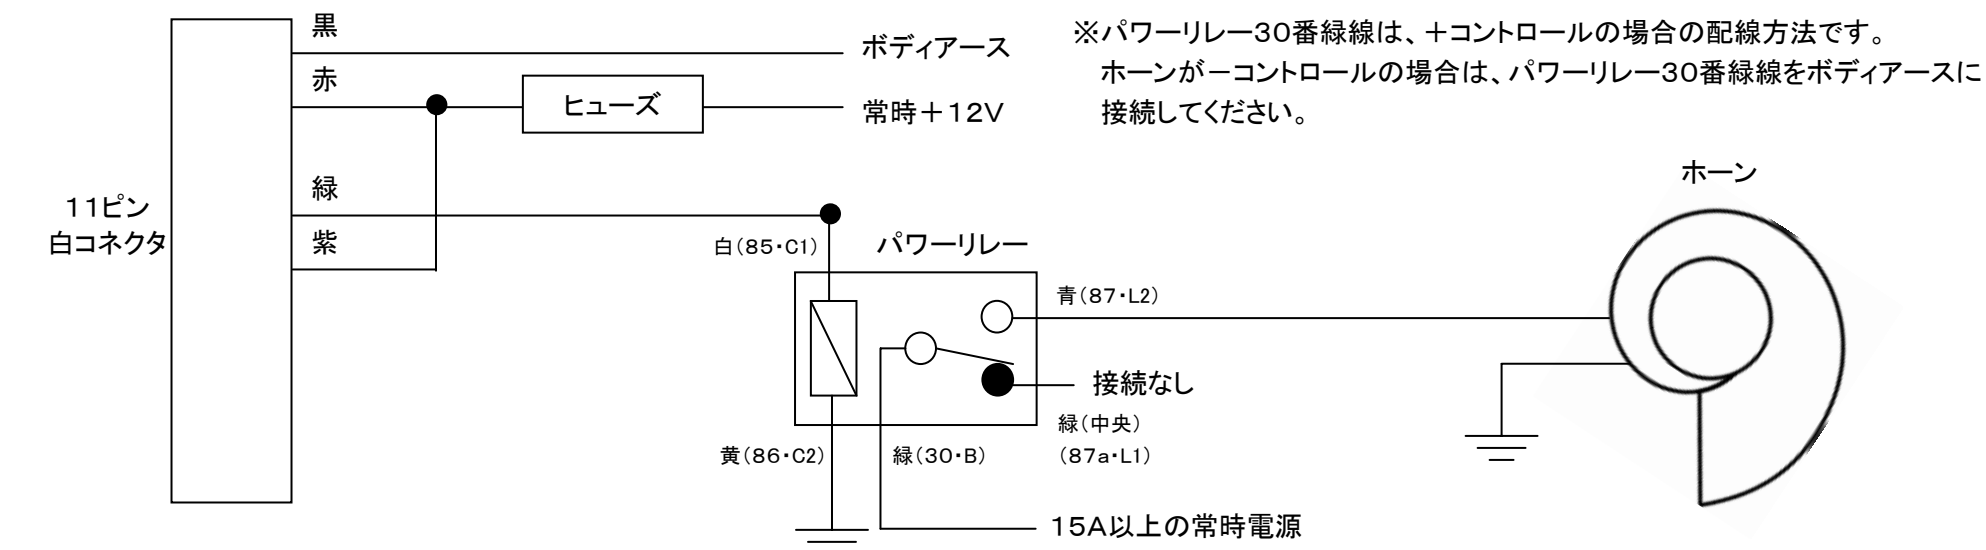 黒
ボディアース
※パワーリレー３０番緑線は、＋コントロールの場合の配線方法です。
ホーンが－コントロールの場合は、パワーリレー３０番緑線をボディアースに
接続してください。
赤
ヒューズ
常時＋１２Ｖ
ホーン
緑
１１ピン
白コネクタ
紫
白（８５・Ｃ１）
パワーリレー
青（８７・Ｌ２）
接続なし
緑（中央）
（８７ａ・Ｌ１）
黄（８６・Ｃ２）
緑（３０・Ｂ）
１５Ａ以上の常時電源